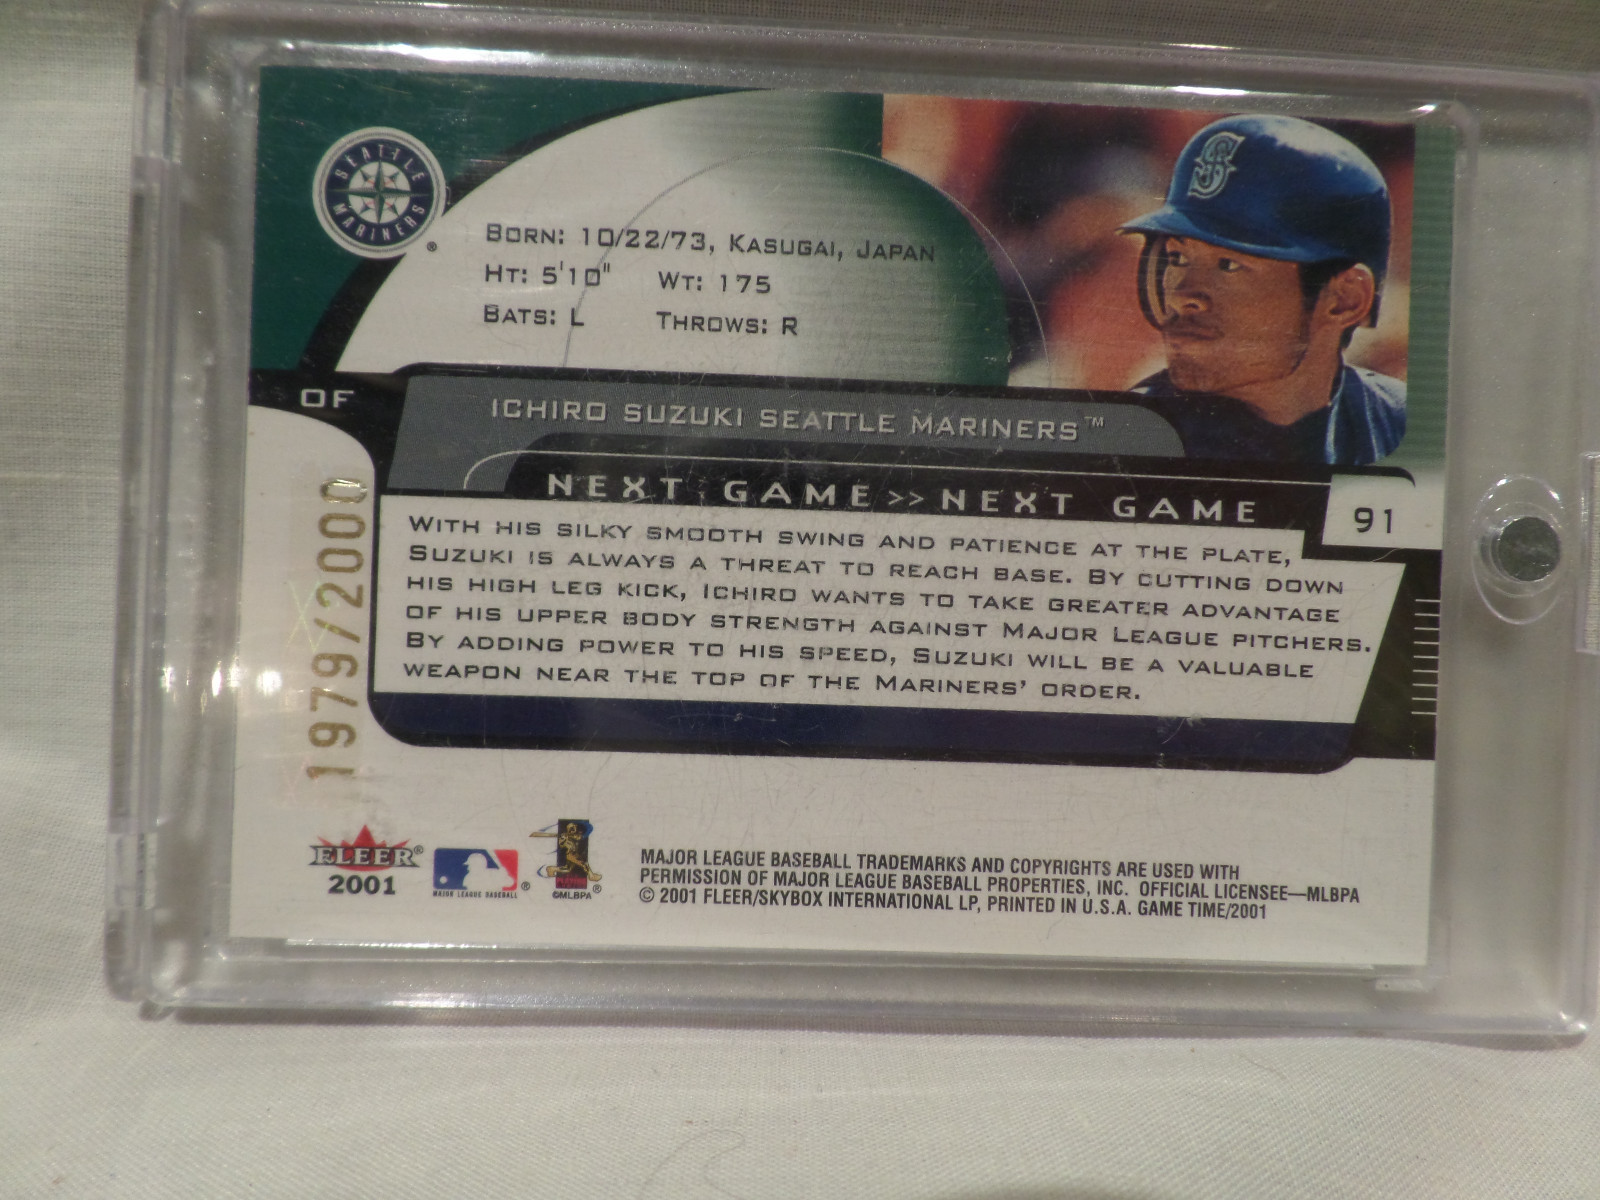 SEATTLE
MARINERS
®
BORN: 10/22/73, KASUGAI, JAPAN
HT: 5'10" WT: 175
BATS: L THROWS: R
S
OF
ICHIRO SUZUKI SEATTLE MARINERS™
NEXT GAME >> NEXT GAME
91
WITH HIS SILKY SMOOTH SWING AND PATIENCE AT THE PLATE,
SUZUKI IS ALWAYS A THREAT TO REACH BASE. BY CUTTING DOWN
HIS HIGH LEG KICK, ICHIRO WANTS TO TAKE GREATER ADVANTAGE
OF HIS UPPER BODY STRENGTH AGAINST MAJOR LEAGUE PITCHERS.
BY ADDING POWER TO HIS SPEED, SUZUKI WILL BE A VALUABLE
WEAPON NEAR THE TOP OF THE MARINERS' ORDER.
1979/2000
FLEER®
2001
MAJOR LEAGUE BASEBALL ®
©MLBPA ®
MAJOR LEAGUE BASEBALL TRADEMARKS AND COPYRIGHTS ARE USED WITH
PERMISSION OF MAJOR LEAGUE BASEBALL PROPERTIES, INC. OFFICIAL LICENSEE—MLBPA
© 2001 FLEER/SKYBOX INTERNATIONAL LP, PRINTED IN U.S.A. GAME TIME/2001